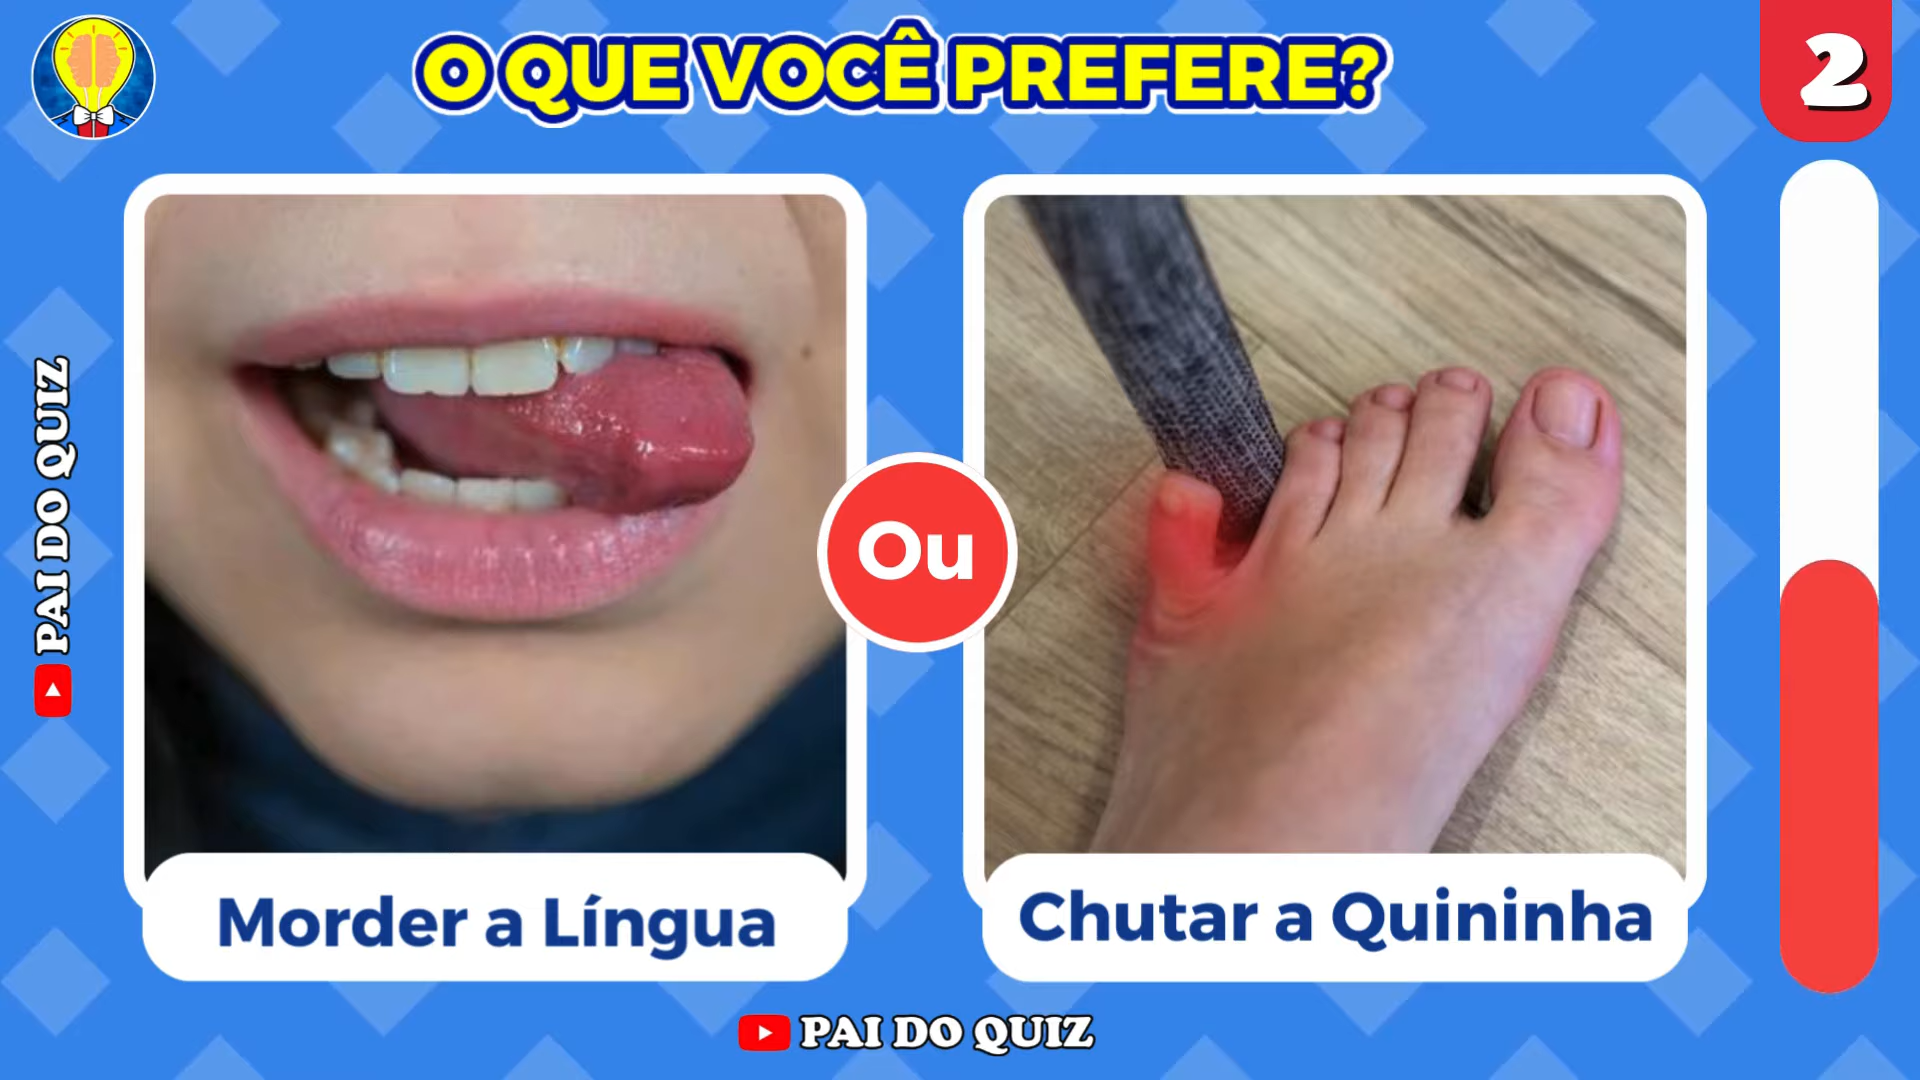 O QUE VOCÊ PREFERE?
2
PAI DO QUIZ
Ou
Morder a Língua
Chutar a Quininha
PAI DO QUIZ